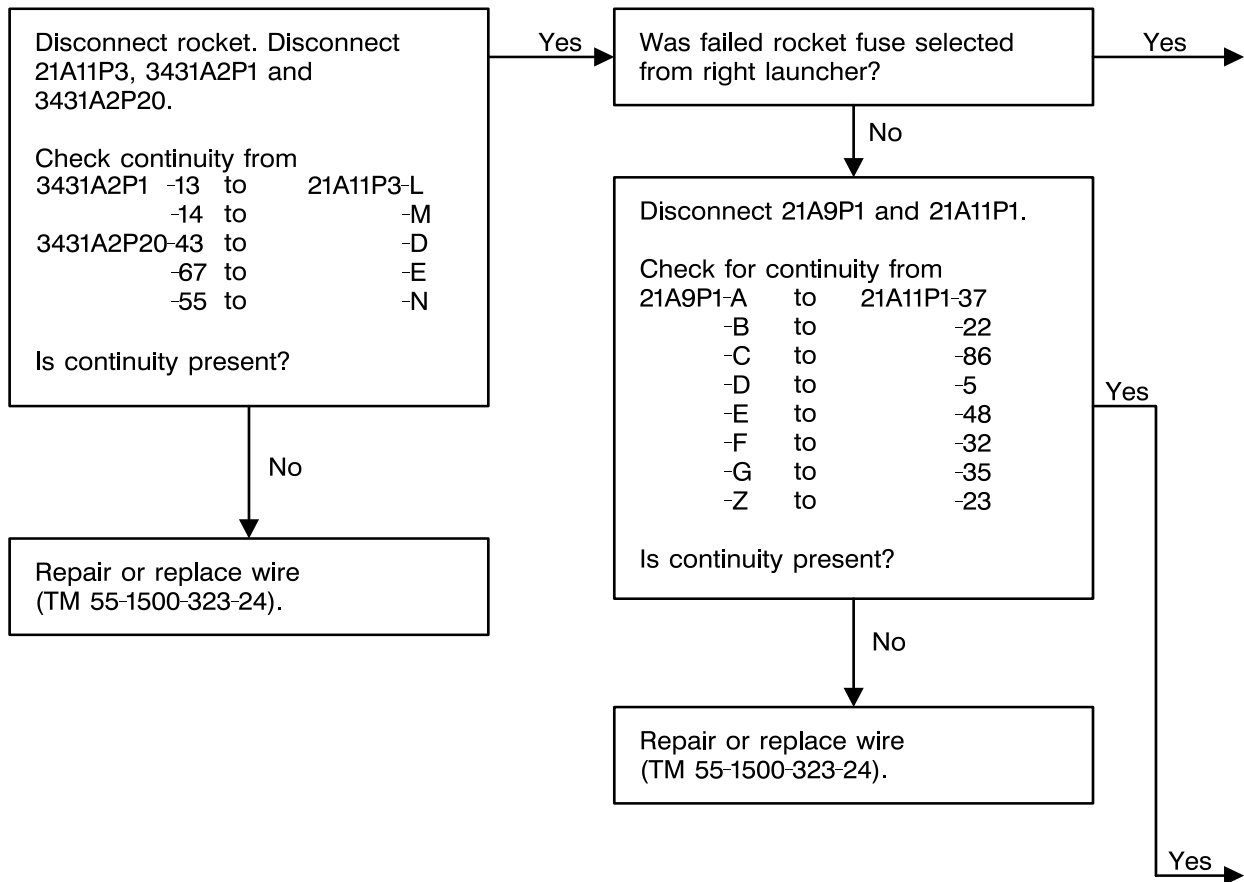 Disconnect rocket. Disconnect
21A11P3, 3431A2P1 and
3431A2P20.
Check continuity from
3431A2P1 -13 to 21A11P3-L
-14 to -M
3431A2P20-43 to -D
-67 to -E
-55 to -N
Is continuity present?
Yes
No
Repair or replace wire
(TM 55-1500-323-24).
Was failed rocket fuse selected
from right launcher?
Yes
No
Disconnect 21A9P1 and 21A11P1.
Check for continuity from
21A9P1-A to 21A11P1-37
-B to -22
-C to -86
-D to -5
-E to -48
-F to -32
-G to -35
-Z to -23
Is continuity present?
Yes
No
Repair or replace wire
(TM 55-1500-323-24).
Yes